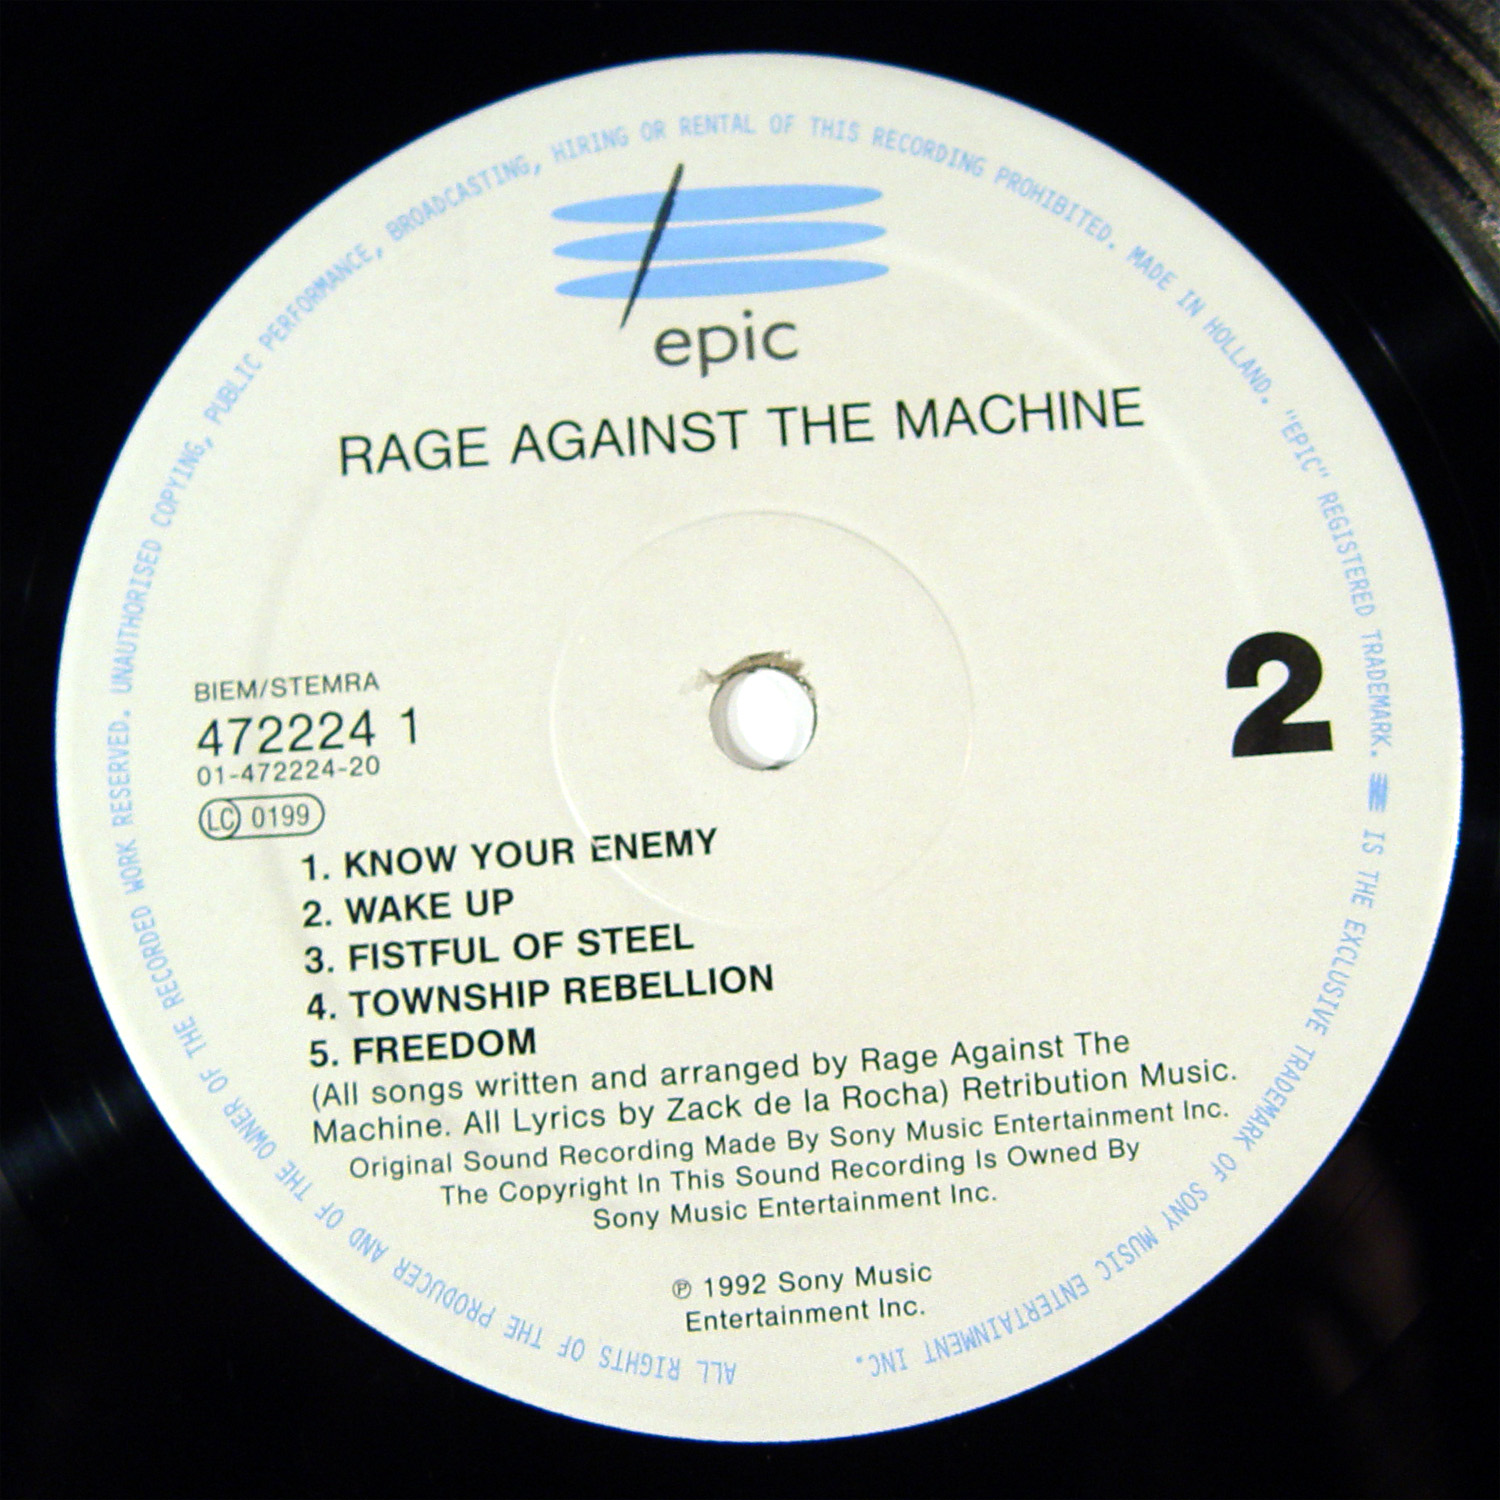 epic
RAGE AGAINST THE MACHINE
2
BIEM/STEMRA
472224 1
01-472224-20
LC 0199
1. KNOW YOUR ENEMY
2. WAKE UP
3. FISTFUL OF STEEL
4. TOWNSHIP REBELLION
5. FREEDOM
(All songs written and arranged by Rage Against The
Machine. All Lyrics by Zack de la Rocha) Retribution Music.
Original Sound Recording Made By Sony Music Entertainment Inc.
The Copyright In This Sound Recording Is Owned By
Sony Music Entertainment Inc.
℗ 1992 Sony Music
Entertainment Inc.
ALL RIGHTS OF THE PRODUCER AND OF THE OWNER OF THE RECORDED WORK RESERVED. UNAUTHORISED COPYING, PUBLIC PERFORMANCE, BROADCASTING, HIRING OR RENTAL OF THIS RECORDING PROHIBITED. MADE IN HOLLAND. "EPIC" REGISTERED TRADEMARK. IS THE EXCLUSIVE TRADEMARK OF SONY MUSIC ENTERTAINMENT INC.